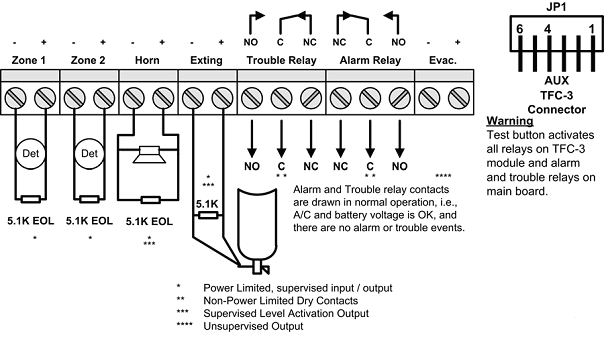 JP1
6 4 1
AUX
TFC-3
Connector
Warning
Test button activates
all relays on TFC-3
module and alarm
and trouble relays on
main board.
NO C NC NC C NO
- + - + - + - + - +
Zone 1 Zone 2 Horn Exting Trouble Relay Alarm Relay Evac.
Det Det
NO C NC NC C NO
* * * * ****
*
***
5.1K
5.1K EOL 5.1K EOL 5.1K EOL
* * *
***
Alarm and Trouble relay contacts
are drawn in normal operation, i.e.,
A/C and battery voltage is OK, and
there are no alarm or trouble events.
* Power Limited, supervised input / output
** Non-Power Limited Dry Contacts
*** Supervised Level Activation Output
**** Unsupervised Output